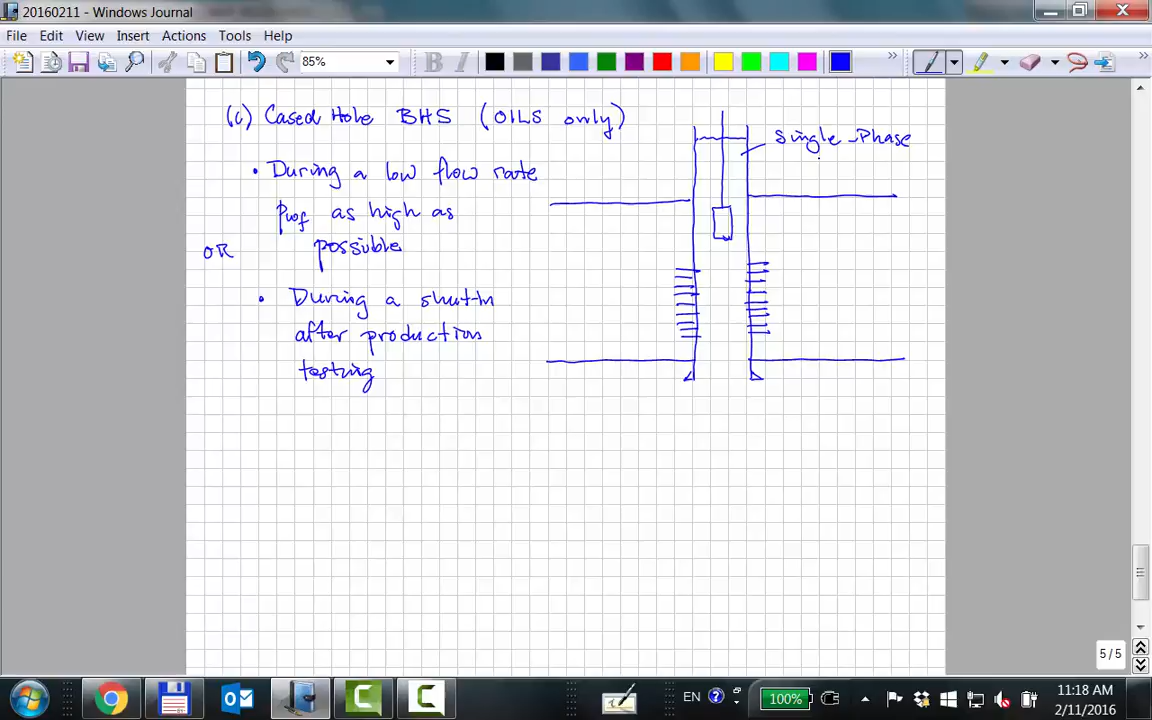 20160211 - Windows Journal
File Edit View Insert Actions Tools Help
85%
B I
(c) Cased Hole BHS (OILS only)
Single-Phase
• During a low flow rate
pwf as high as
possible
OR
• During a shut-in
after production
testing
5 / 5
EN
100%
11:18 AM
2/11/2016